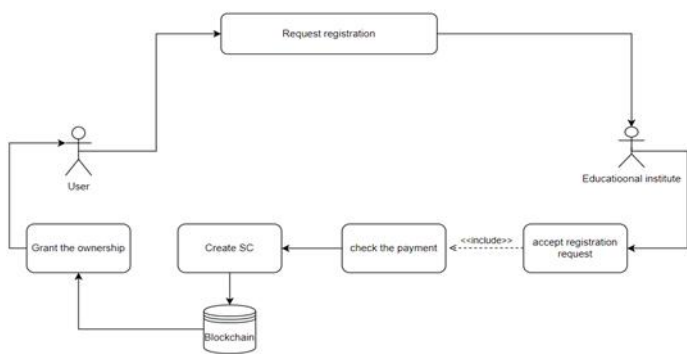 Request registration
User
Educatioonal institute
Grant the ownership
Create SC
check the payment
<<include>>
accept registration
request
Blockchain